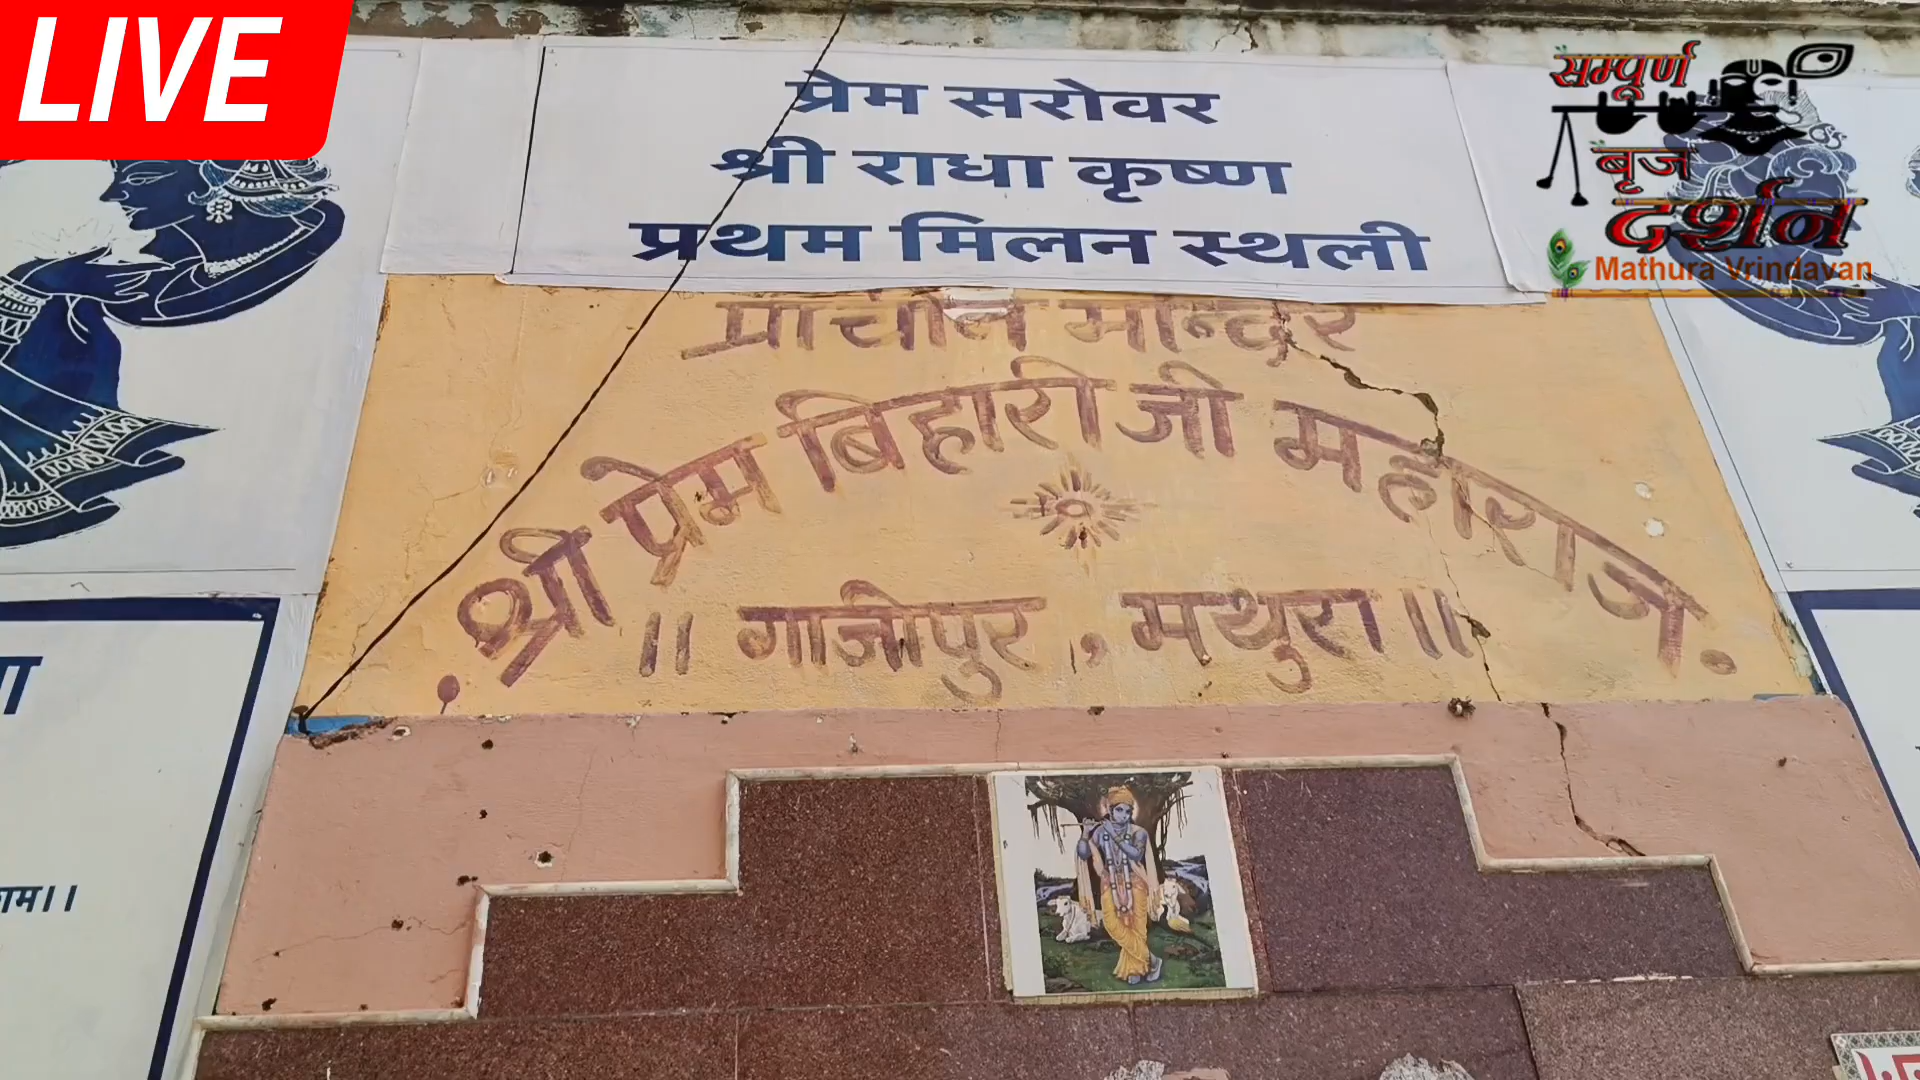 LIVE
सम्पूर्ण
बृज
दर्शन
Mathura Vrindavan
प्रेम सरोवर
श्री राधा कृष्ण
प्रथम मिलन स्थली
प्राचीन मन्दिर
श्री प्रेम बिहारी जी महाराज
।। गाजीपुर , मथुरा ।।